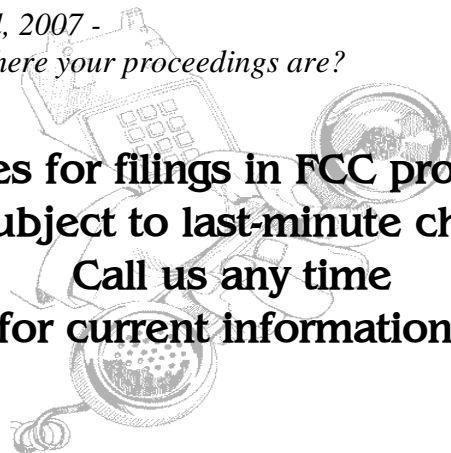 l, 2007 -
here your proceedings are?
es for filings in FCC pro
ubject to last-minute ch
Call us any time
for current information